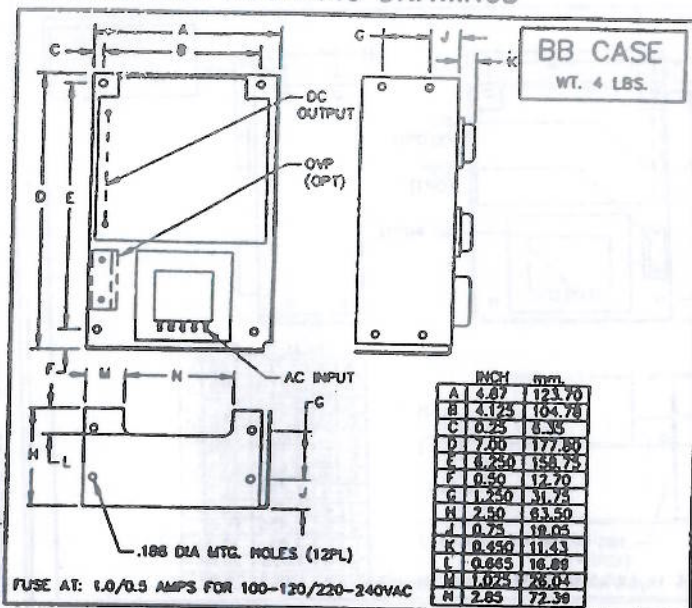 A
C
B
G
J
K
BB CASE
WT. 4 LBS.
DC
OUTPUT
OVP
(OPT)
D
E
AC INPUT
F
M
N
G
H
L
J
.188 DIA MTG. HOLES (12PL)
FUSE AT: 1.0/0.5 AMPS FOR 100-120/220-240VAC
INCH mm.
A 4.87 123.70
B 4.125 104.78
C 0.25 6.35
D 7.00 177.80
E 6.250 158.75
F 0.50 12.70
G 1.250 31.75
H 2.50 63.50
J 0.75 19.05
K 0.450 11.43
L 0.665 16.89
M 1.025 26.04
N 2.85 72.39